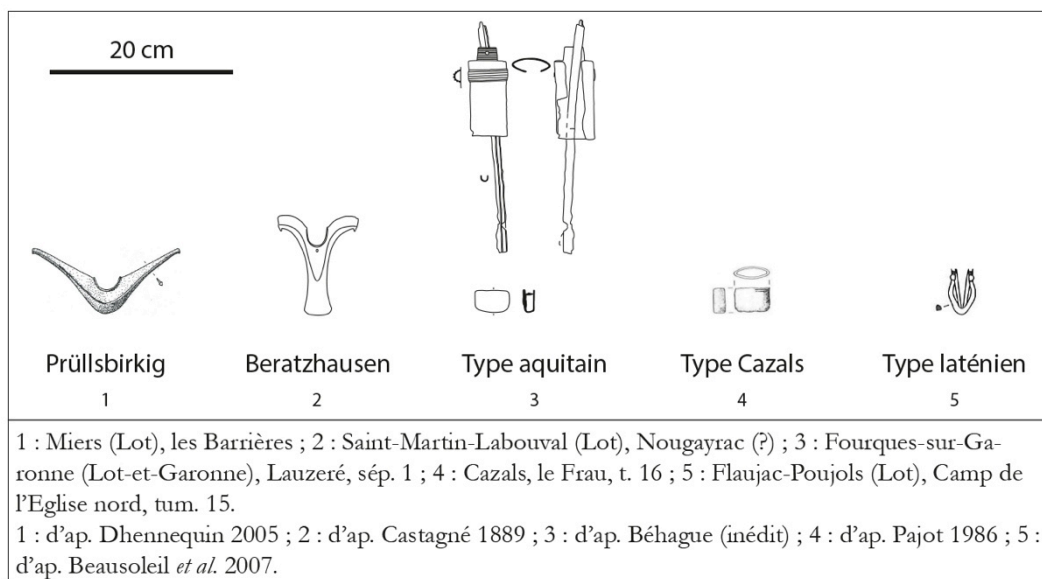 20 cm
Prüllsbirkig
Beratzhausen
Type aquitain
Type Cazals
Type laténien
1
2
3
4
5
1 : Miers (Lot), les Barrières ; 2 : Saint-Martin-Labouval (Lot), Nougayrac (?) ; 3 : Fourques-sur-Ga-
ronne (Lot-et-Garonne), Lauzeré, sép. 1 ; 4 : Cazals, le Frau, t. 16 ; 5 : Flaujac-Poujols (Lot), Camp de
l'Eglise nord, tum. 15.
1 : d'ap. Dhennequin 2005 ; 2 : d'ap. Castagné 1889 ; 3 : d'ap. Béhague (inédit) ; 4 : d'ap. Pajot 1986 ; 5 :
d'ap. Beausoleil et al. 2007.